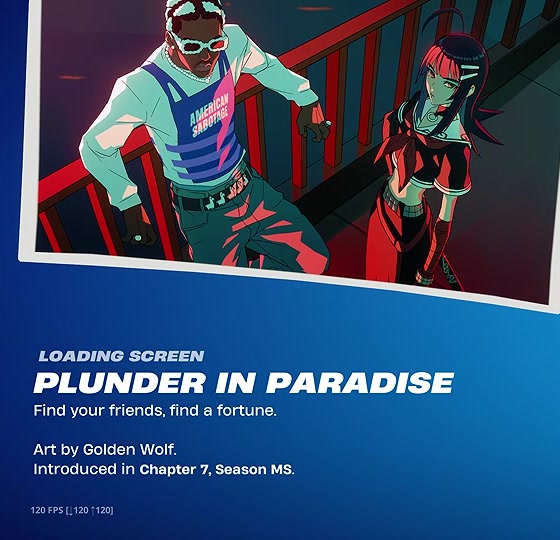 AMERICAN
SABOTAGE
LOADING SCREEN
PLUNDER IN PARADISE
Find your friends, find a fortune.
Art by Golden Wolf.
Introduced in Chapter 7, Season MS.
120 FPS [↓120 ↑120]